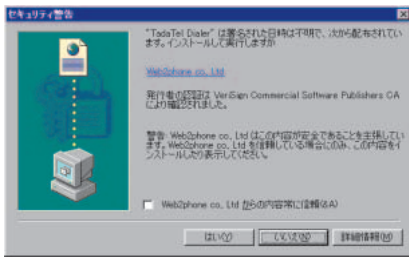 セキュリティ警告
"TadaTel Dialer" は署名された日時は不明で、次から配布されてい
ます。インストールして実行しますか
Web2phone co., Ltd
発行者の認証は VeriSign Commercial Software Publishers CA
により確認されました。
警告: Web2phone co., Ltd はこの内容が安全であることを主張してい
ます。Web2phone co., Ltd を信頼している場合にのみ、この内容をイ
ンストールしたり表示してください。
Web2phone co., Ltd からの内容常に信頼(&A)
はい(Y)
いいえ(N)
詳細情報(M)